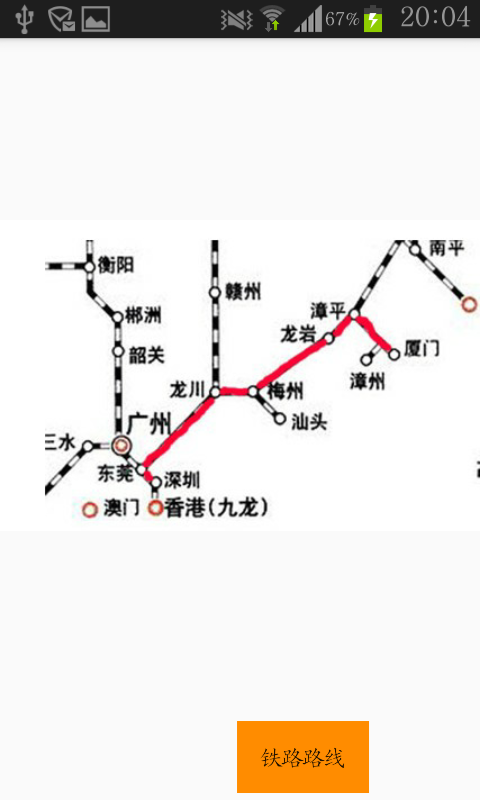 67% 20:04
南平
衡阳
赣州
漳平
郴洲
龙岩
厦门
韶关
漳州
龙川
梅州
广州
汕头
三水
东莞
深圳
澳门
香港(九龙)
铁路路线